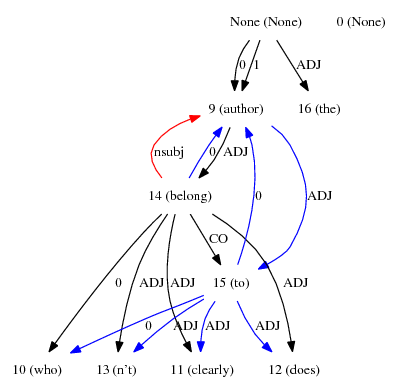 None (None) 0 (None)
0 1 ADJ
9 (author) 16 (the)
nsubj 0 ADJ
14 (belong) 0 ADJ
CO
15 (to)
0 ADJ ADJ ADJ
0 ADJ ADJ ADJ
10 (who) 13 (n't) 11 (clearly) 12 (does)